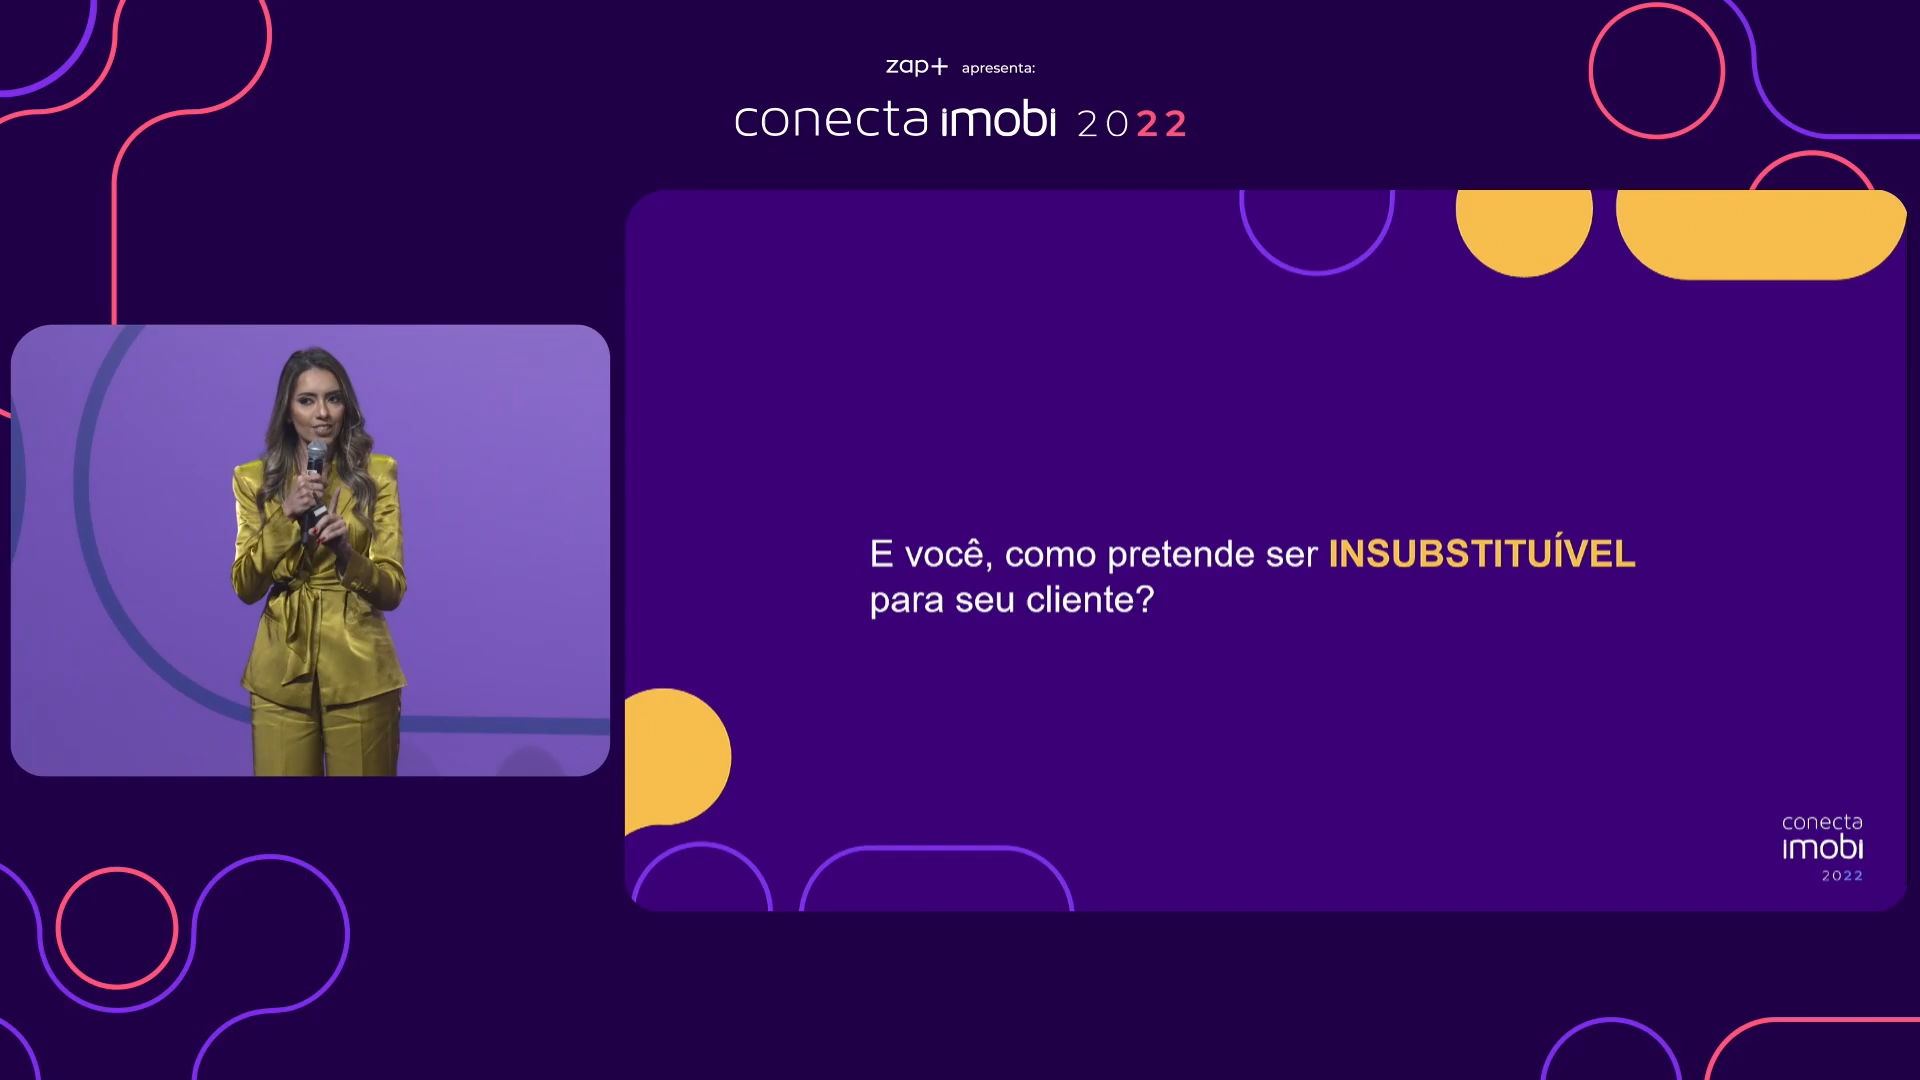 zap+ apresenta:
conecta imobi 2022
E você, como pretende ser INSUBSTITUÍVEL
para seu cliente?
conecta
imobi
2022